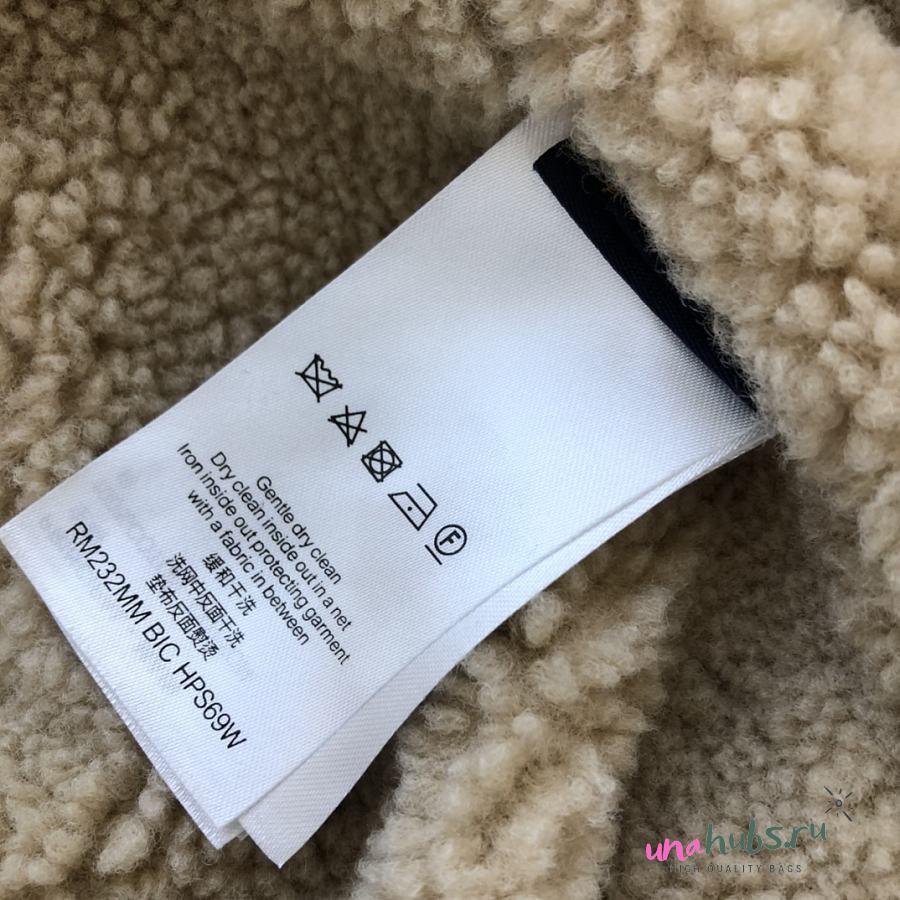 F
Gentle dry clean
Dry clean inside out in a net
Iron inside out protecting garment
with a fabric in between
缓和干洗
洗网中反面干洗
垫布反面熨烫
RM232MM BIC HPS69W
unahubs.ru
HIGH QUALITY BAGS